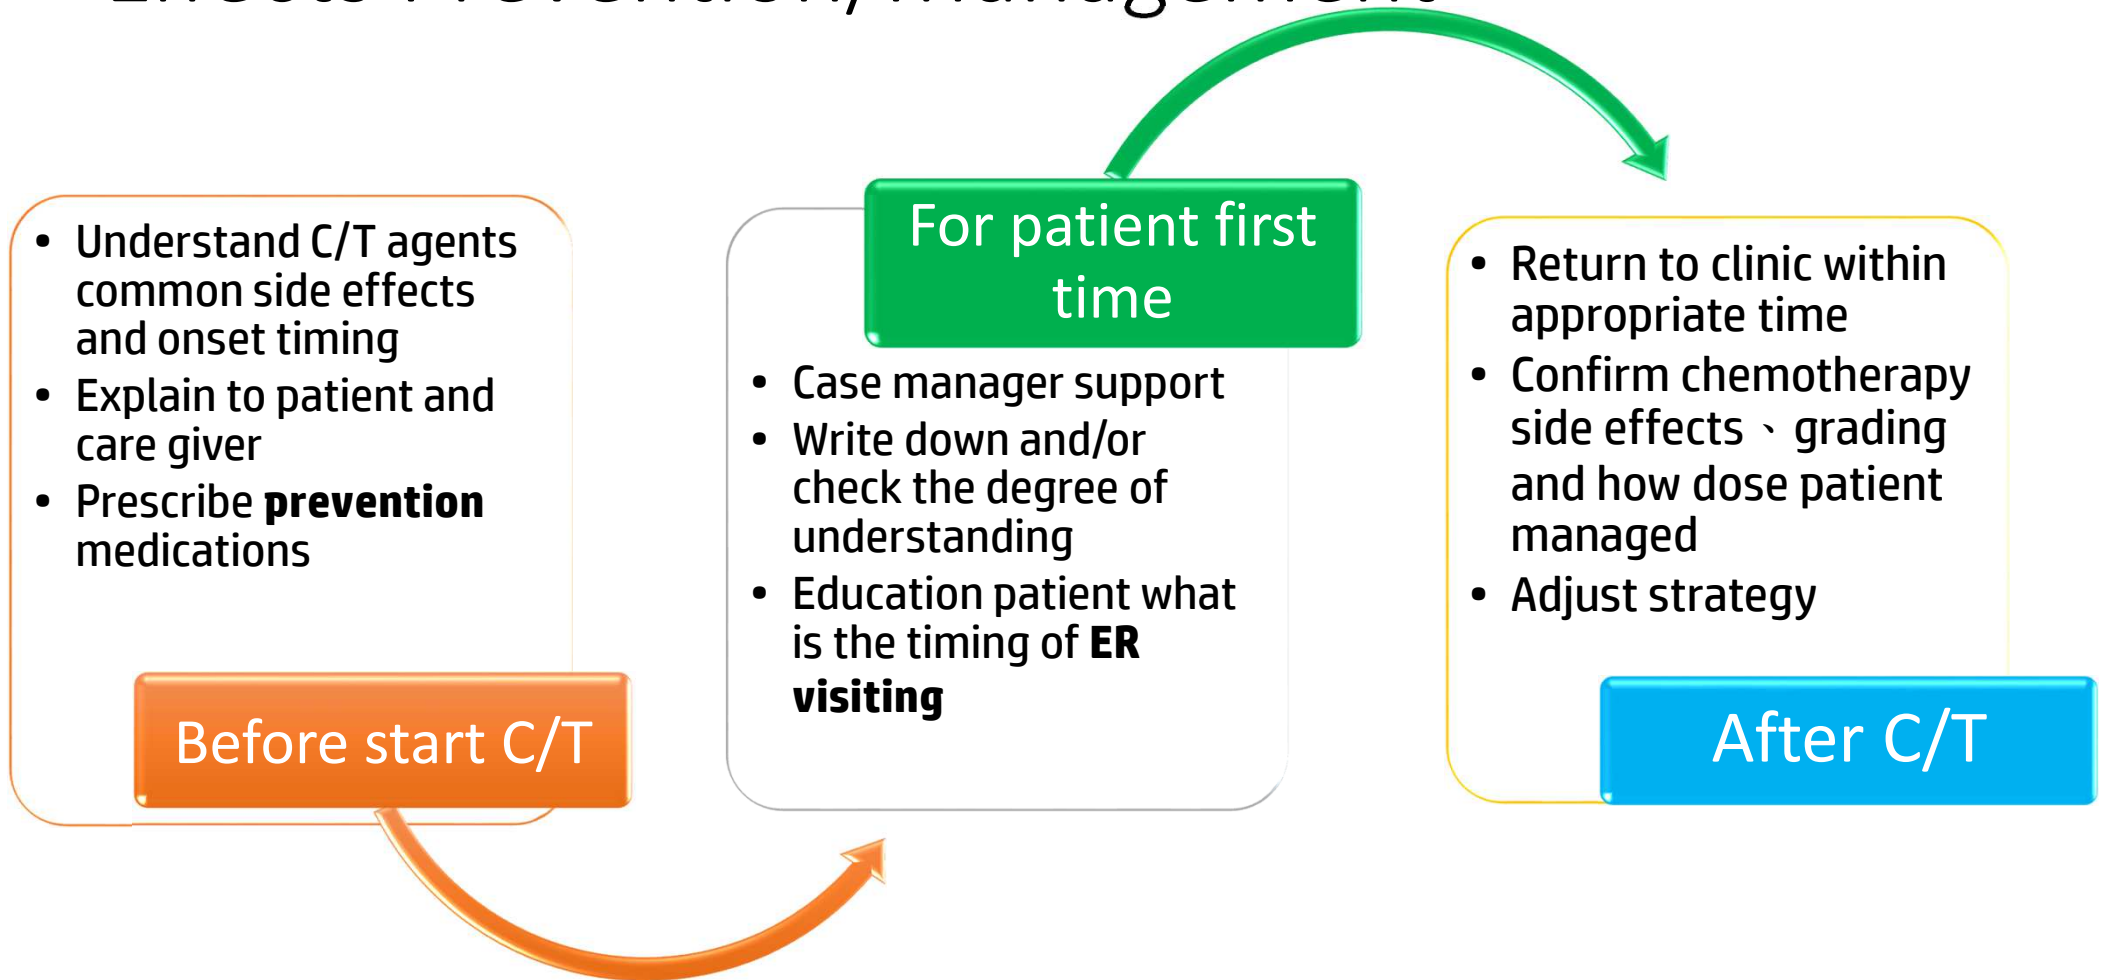 Effects Prevention/Management
• Understand C/T agents
common side effects
and onset timing
• Explain to patient and
care giver
• Prescribe prevention
medications
Before start C/T
For patient first
time
• Case manager support
• Write down and/or
check the degree of
understanding
• Education patient what
is the timing of ER
visiting
• Return to clinic within
appropriate time
• Confirm chemotherapy
side effects、grading
and how dose patient
managed
• Adjust strategy
After C/T